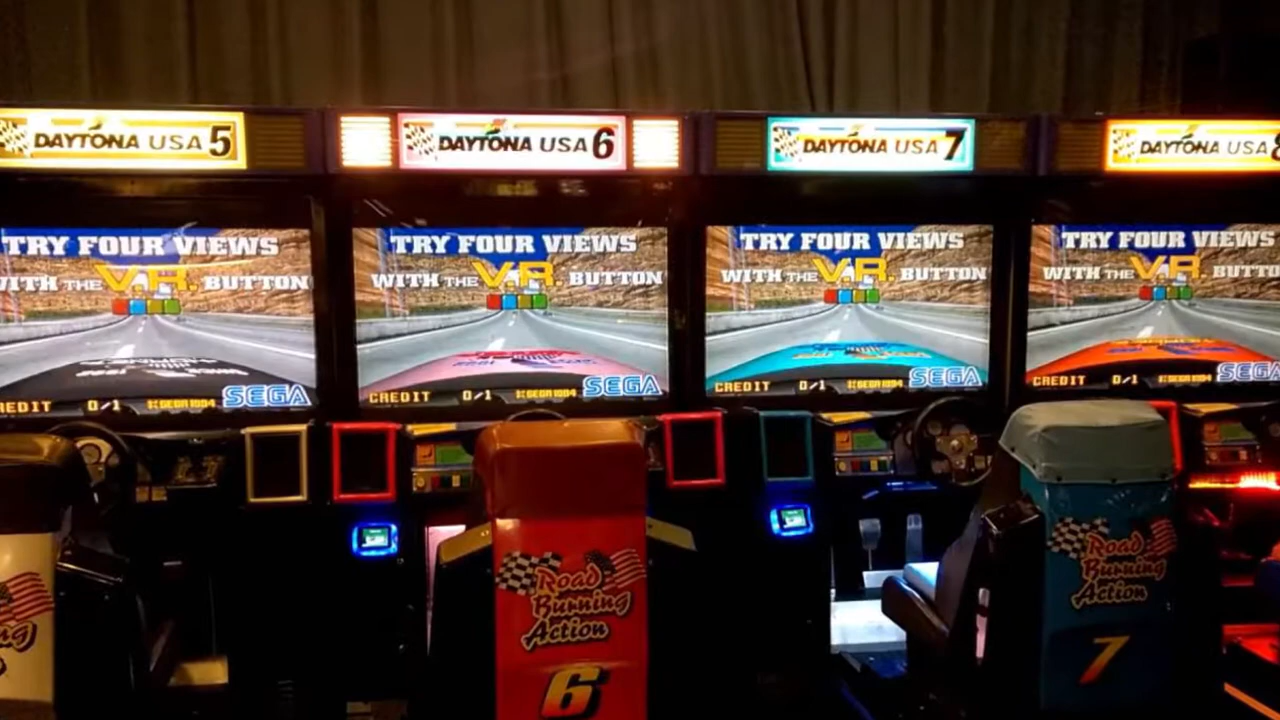 DAYTONA USA 5
DAYTONA USA 6
DAYTONA USA 7
DAYTONA USA 8
TRY FOUR VIEWS
WITH THE V.R. BUTTON
SEGA
CREDIT 0/1 © SEGA 1994
TRY FOUR VIEWS
WITH THE V.R. BUTTON
SEGA
CREDIT 0/1 © SEGA 1994
TRY FOUR VIEWS
WITH THE V.R. BUTTON
SEGA
CREDIT 0/1 © SEGA 1994
TRY FOUR VIEWS
WITH THE V.R. BUTTO
SEGA
CREDIT 0/1 © SEGA 1994
Road
Burning
Action
6
Road
Burning
Action
7